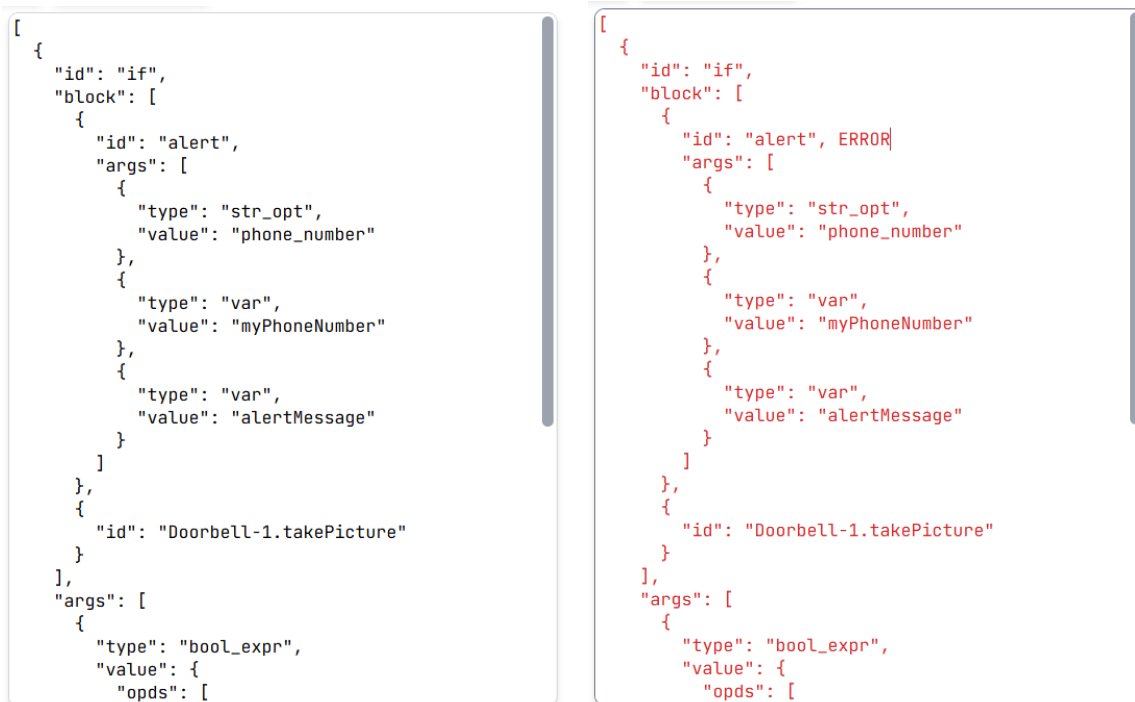 [
  {
    "id": "if",
    "block": [
      {
        "id": "alert",
        "args": [
          {
            "type": "str_opt",
            "value": "phone_number"
          },
          {
            "type": "var",
            "value": "myPhoneNumber"
          },
          {
            "type": "var",
            "value": "alertMessage"
          }
        ]
      },
      {
        "id": "Doorbell-1.takePicture"
      }
    ],
    "args": [
      {
        "type": "bool_expr",
        "value": {
          "opds": [
[
  {
    "id": "if",
    "block": [
      {
        "id": "alert", ERROR
        "args": [
          {
            "type": "str_opt",
            "value": "phone_number"
          },
          {
            "type": "var",
            "value": "myPhoneNumber"
          },
          {
            "type": "var",
            "value": "alertMessage"
          }
        ]
      },
      {
        "id": "Doorbell-1.takePicture"
      }
    ],
    "args": [
      {
        "type": "bool_expr",
        "value": {
          "opds": [